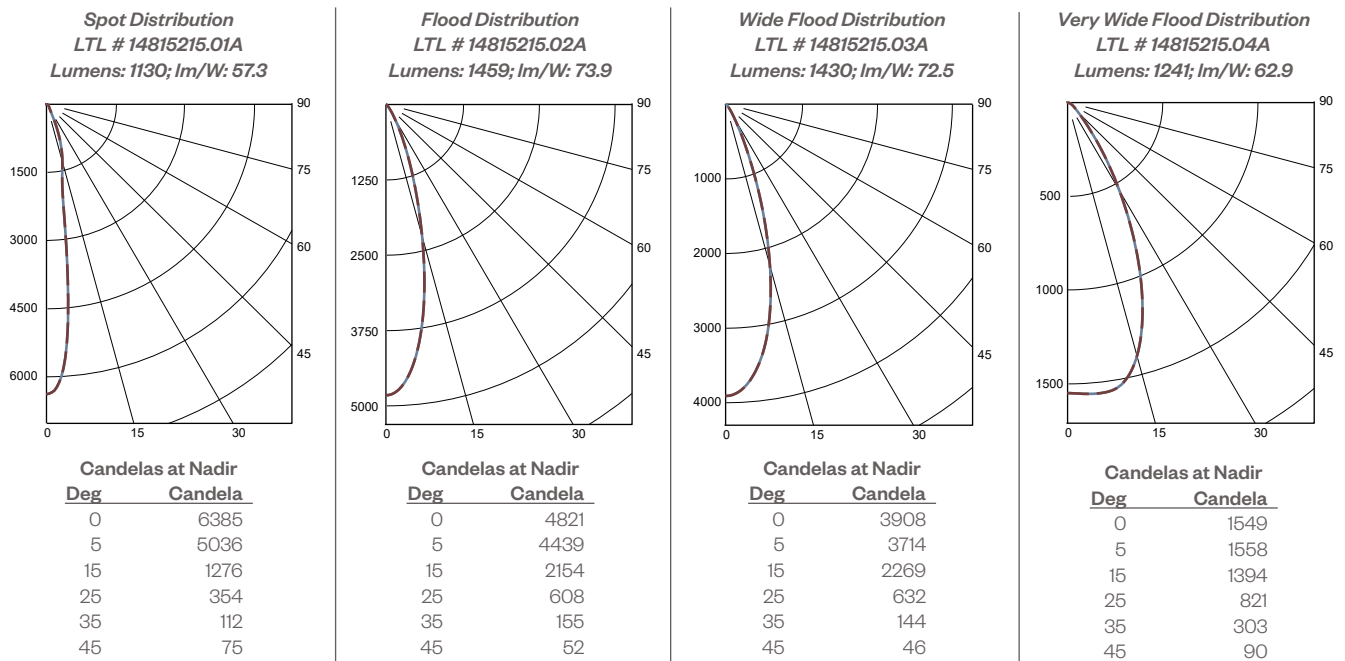 Spot Distribution
LTL # 14815215.01A
Lumens: 1130; lm/W: 57.3
90
75
1500
60
3000
4500
45
6000
0 15 30
Candelas at Nadir
Deg Candela
0 6385
5 5036
15 1276
25 354
35 112
45 75
Flood Distribution
LTL # 14815215.02A
Lumens: 1459; lm/W: 73.9
90
75
1250
60
2500
3750
45
5000
0 15 30
Candelas at Nadir
Deg Candela
0 4821
5 4439
15 2154
25 608
35 155
45 52
Wide Flood Distribution
LTL # 14815215.03A
Lumens: 1430; lm/W: 72.5
90
75
1000
60
2000
3000
45
4000
0 15 30
Candelas at Nadir
Deg Candela
0 3908
5 3714
15 2269
25 632
35 144
45 46
Very Wide Flood Distribution
LTL # 14815215.04A
Lumens: 1241; lm/W: 62.9
90
75
500
60
1000
45
1500
0 15 30
Candelas at Nadir
Deg Candela
0 1549
5 1558
15 1394
25 821
35 303
45 90